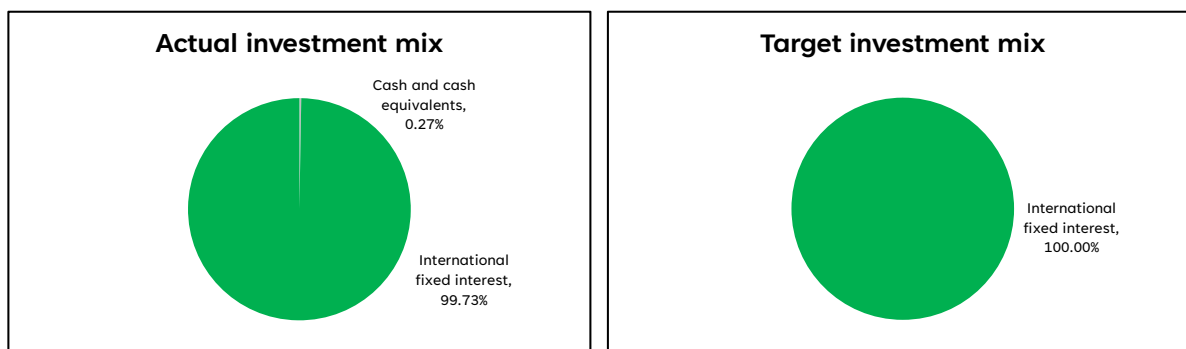 Actual investment mix
Cash and cash
equivalents,
0.27%
International
fixed interest,
99.73%
Target investment mix
International
fixed interest,
100.00%